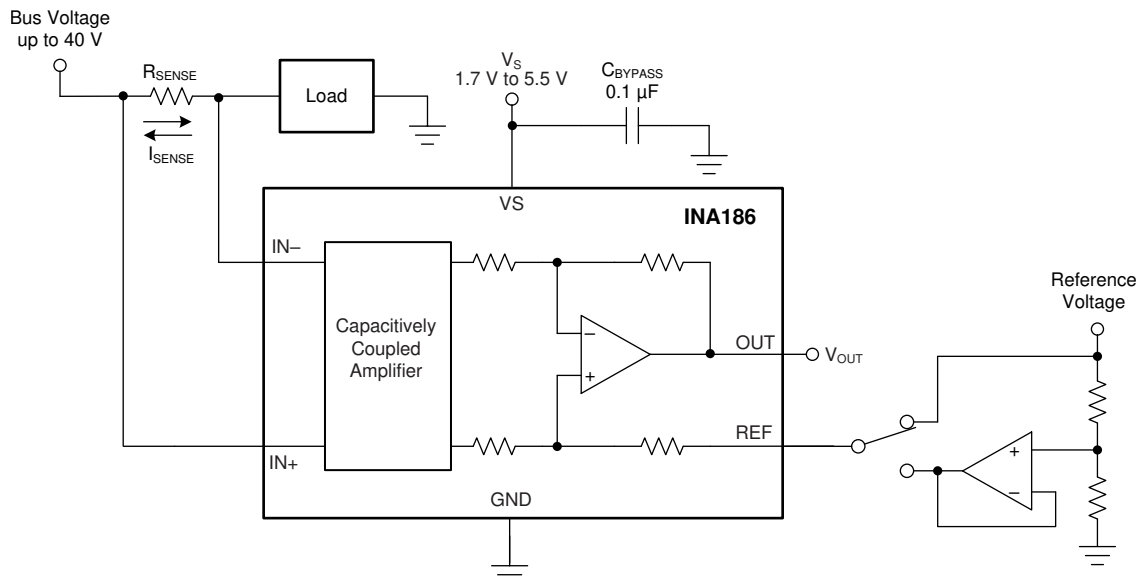 Bus Voltage
up to 40 V
RSENSE
ISENSE
Load
VS
1.7 V to 5.5 V
CBYPASS
0.1 µF
VS
INA186
IN–
Capacitively
Coupled
Amplifier
–
+
OUT
VOUT
REF
IN+
GND
Reference
Voltage
+
–